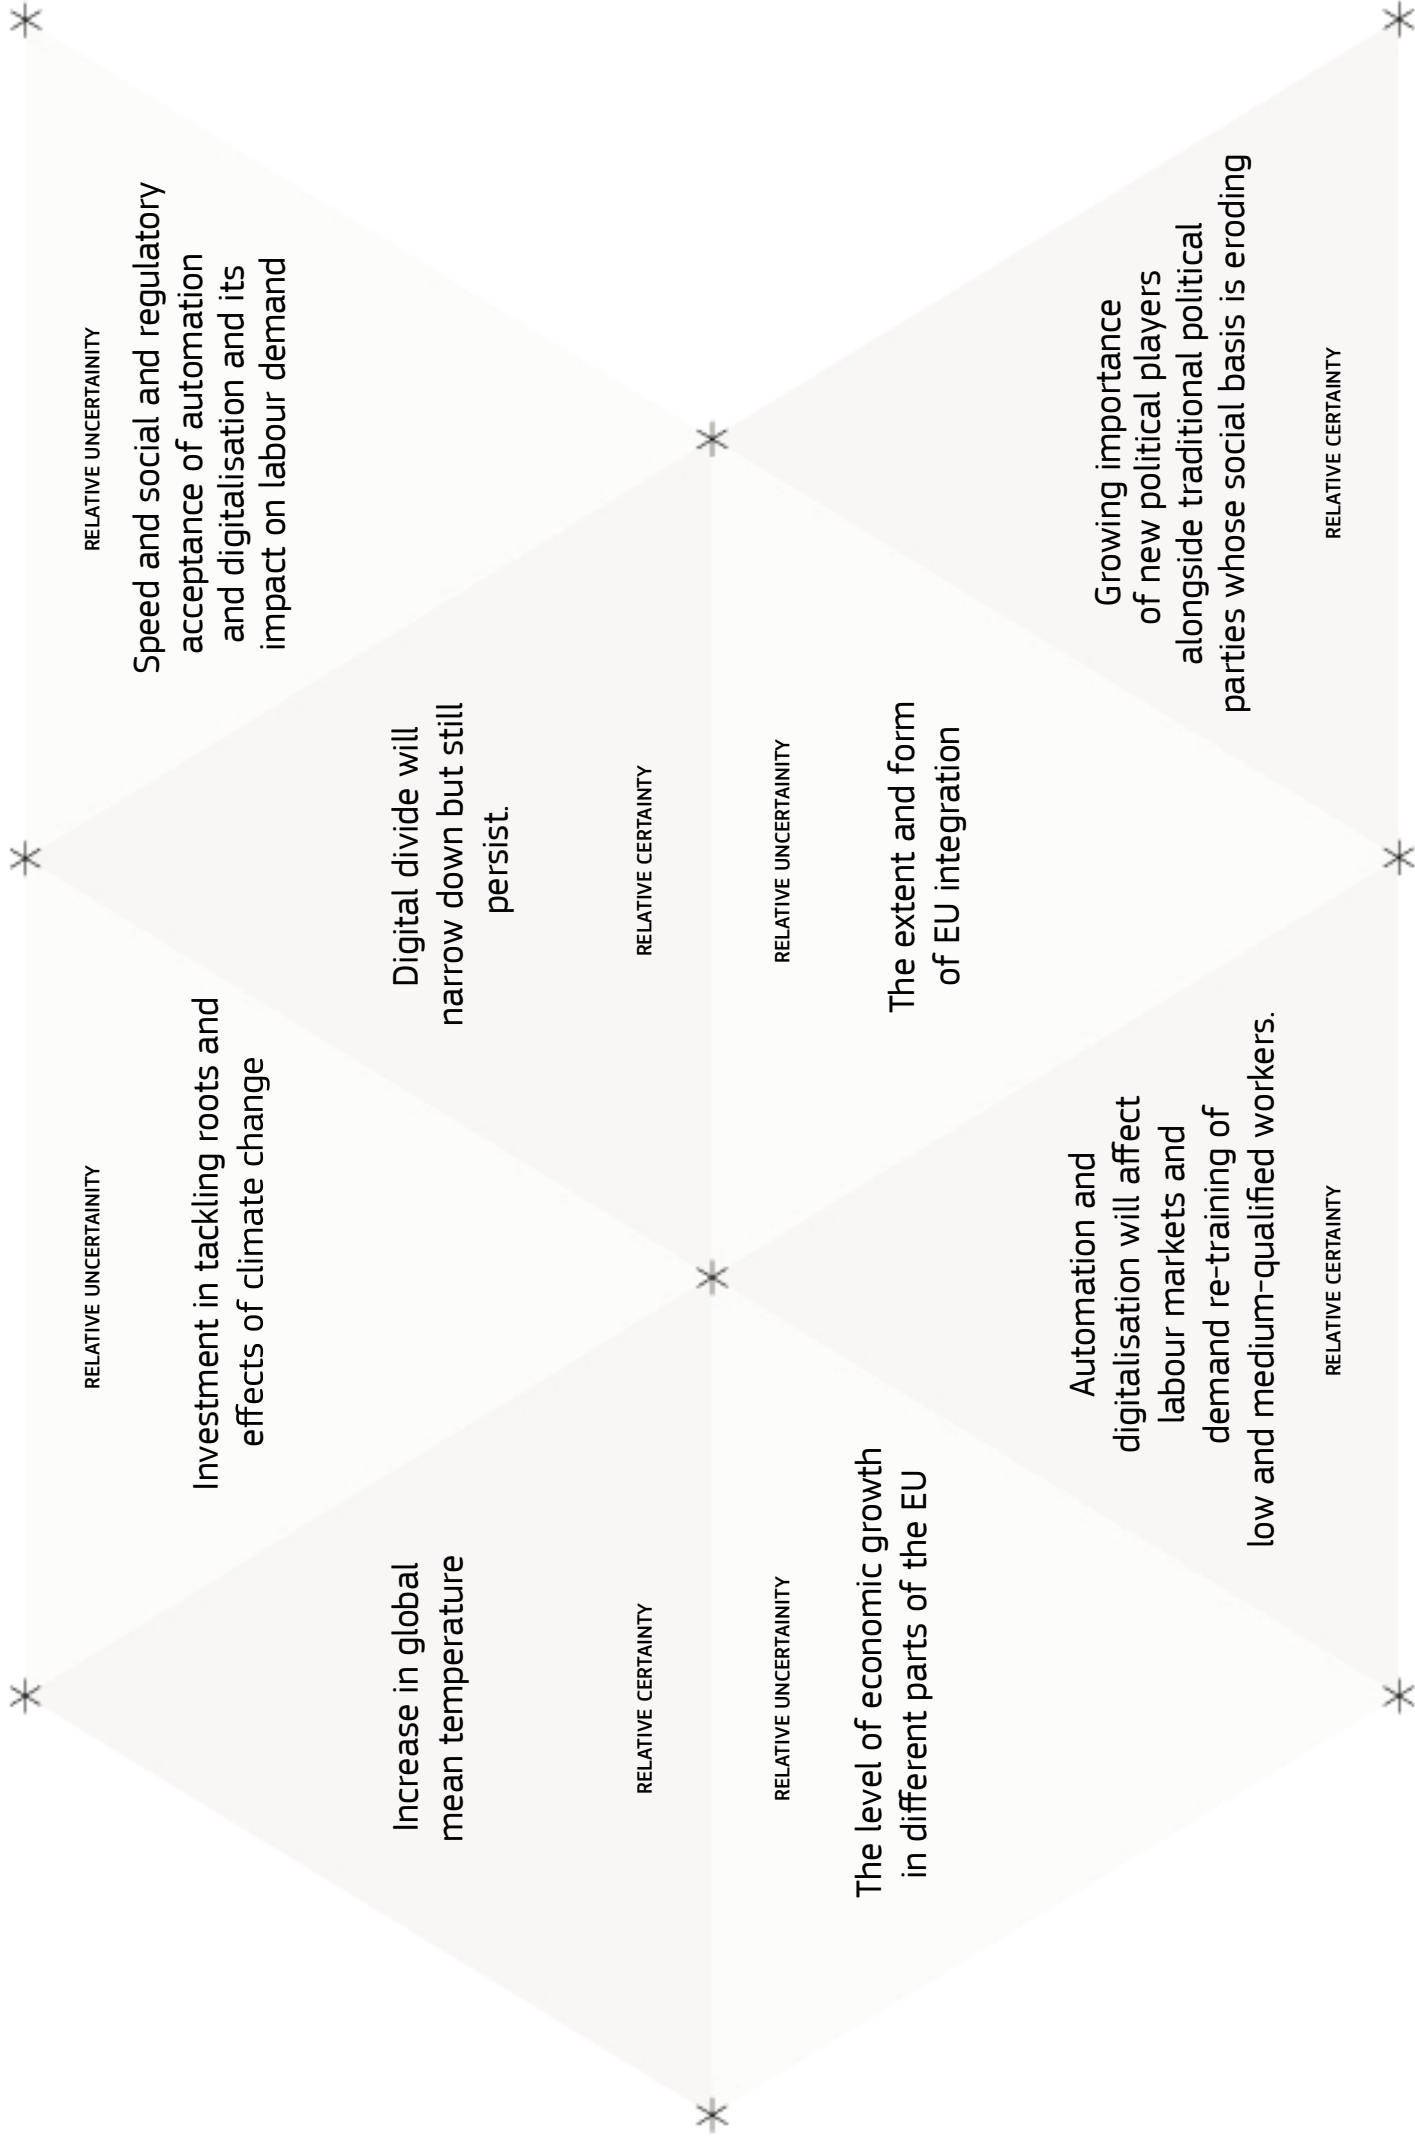 RELATIVE UNCERTAINITY
Investment in tackling roots and
effects of climate change
RELATIVE UNCERTAINITY
Speed and social and regulatory
acceptance of automation
and digitalisation and its
impact on labour demand
Increase in global
mean temperature
RELATIVE CERTAINTY
Digital divide will
narrow down but still
persist.
RELATIVE CERTAINTY
RELATIVE UNCERTAINITY
The level of economic growth
in different parts of the EU
RELATIVE UNCERTAINITY
The extent and form
of EU integration
Automation and
digitalisation will affect
labour markets and
demand re-training of
low and medium-qualified workers.
RELATIVE CERTAINTY
Growing importance
of new political players
alongside traditional political
parties whose social basis is eroding
RELATIVE CERTAINTY